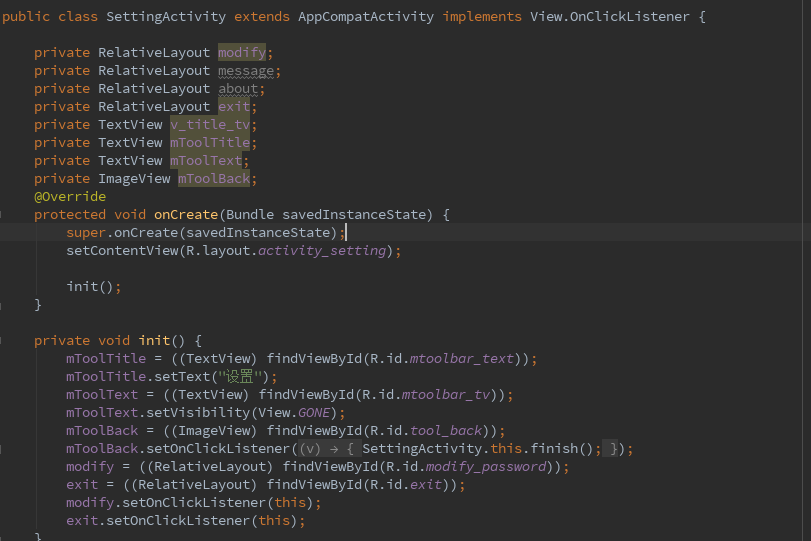 public class SettingActivity extends AppCompatActivity implements View.OnClickListener {
private RelativeLayout modify;
private RelativeLayout message;
private RelativeLayout about;
private RelativeLayout exit;
private TextView v_title_tv;
private TextView mToolTitle;
private TextView mToolText;
private ImageView mToolBack;
@Override
protected void onCreate(Bundle savedInstanceState) {
super.onCreate(savedInstanceState);
setContentView(R.layout.activity_setting);
init();
}
private void init() {
mToolTitle = ((TextView) findViewById(R.id.mtoolbar_text));
mToolTitle.setText("设置");
mToolText = ((TextView) findViewById(R.id.mtoolbar_tv));
mToolText.setVisibility(View.GONE);
mToolBack = ((ImageView) findViewById(R.id.tool_back));
mToolBack.setOnClickListener((v) → { SettingActivity.this.finish(); });
modify = ((RelativeLayout) findViewById(R.id.modify_password));
exit = ((RelativeLayout) findViewById(R.id.exit));
modify.setOnClickListener(this);
exit.setOnClickListener(this);
}